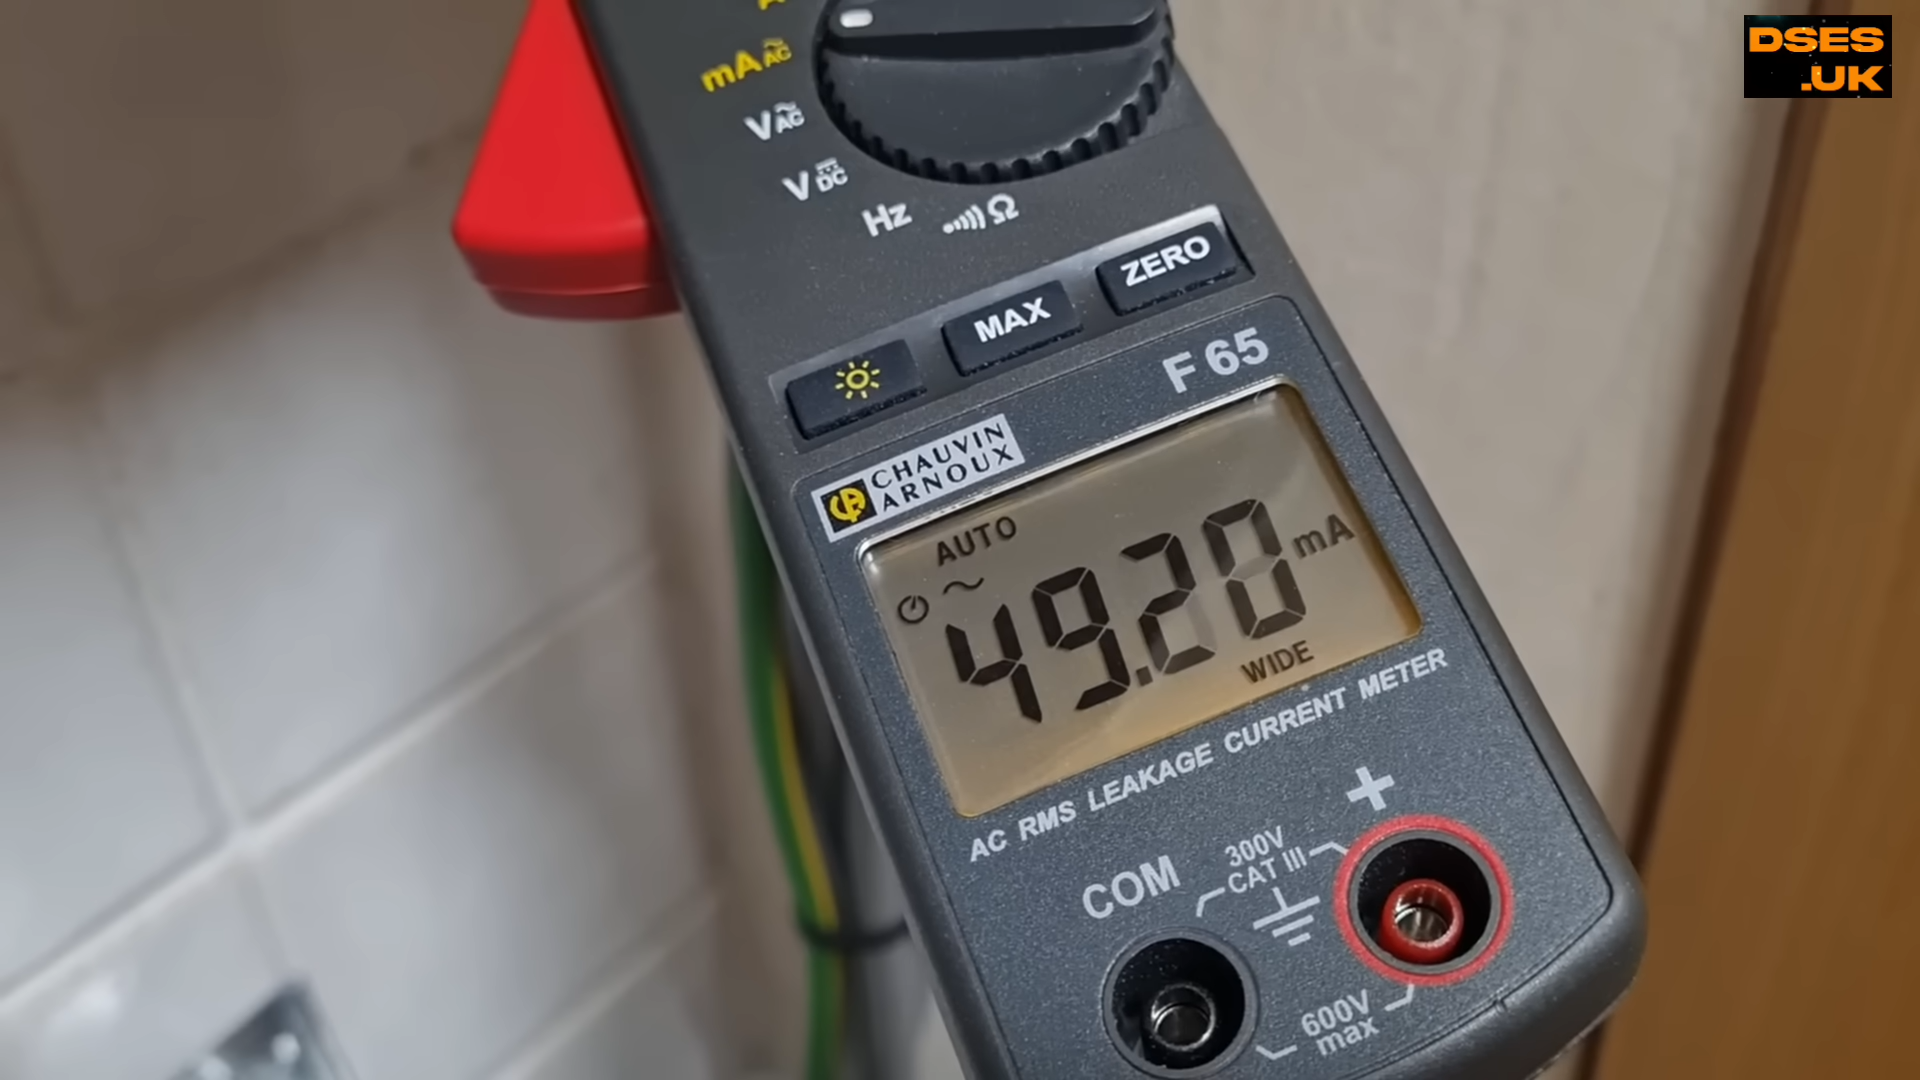 DSES
.UK
mA AC
V AC
V DC
Hz
Ω
ZERO
MAX
F 65
CHAUVIN
ARNOUX
AUTO
49.20 mA
WIDE
AC RMS LEAKAGE CURRENT METER
+
COM
300V
CAT III
600V
max